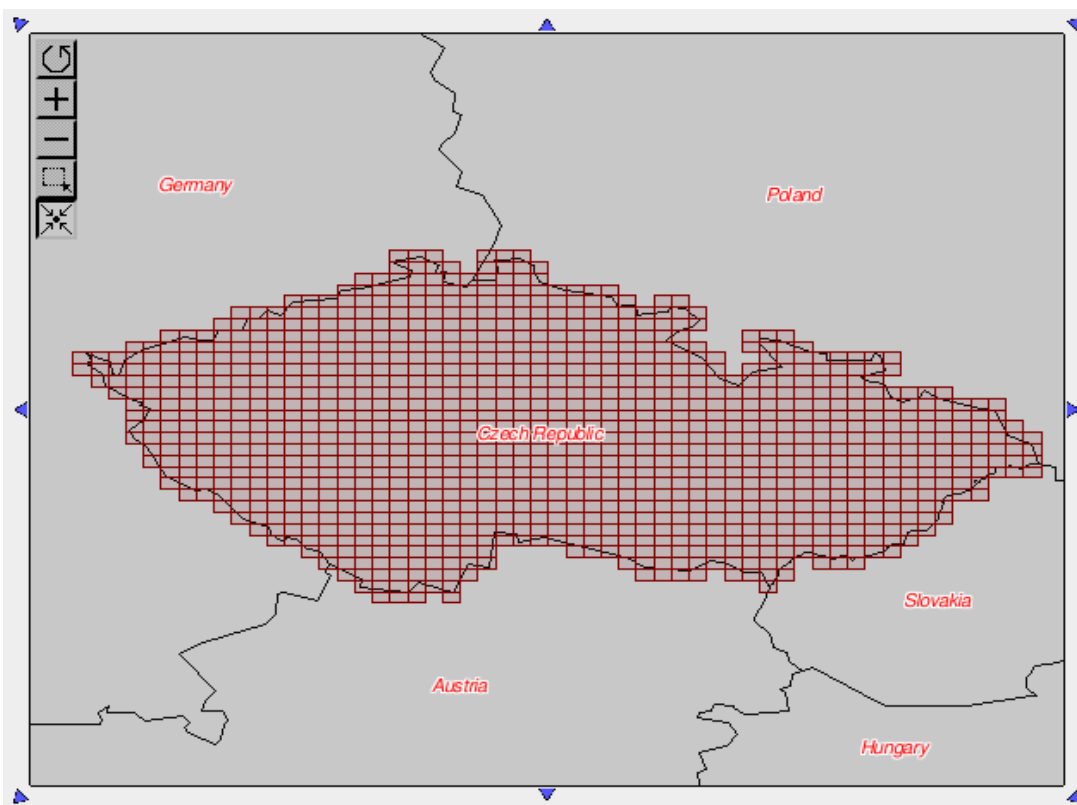 Germany
Poland
Czech Republic
Slovakia
Austria
Hungary